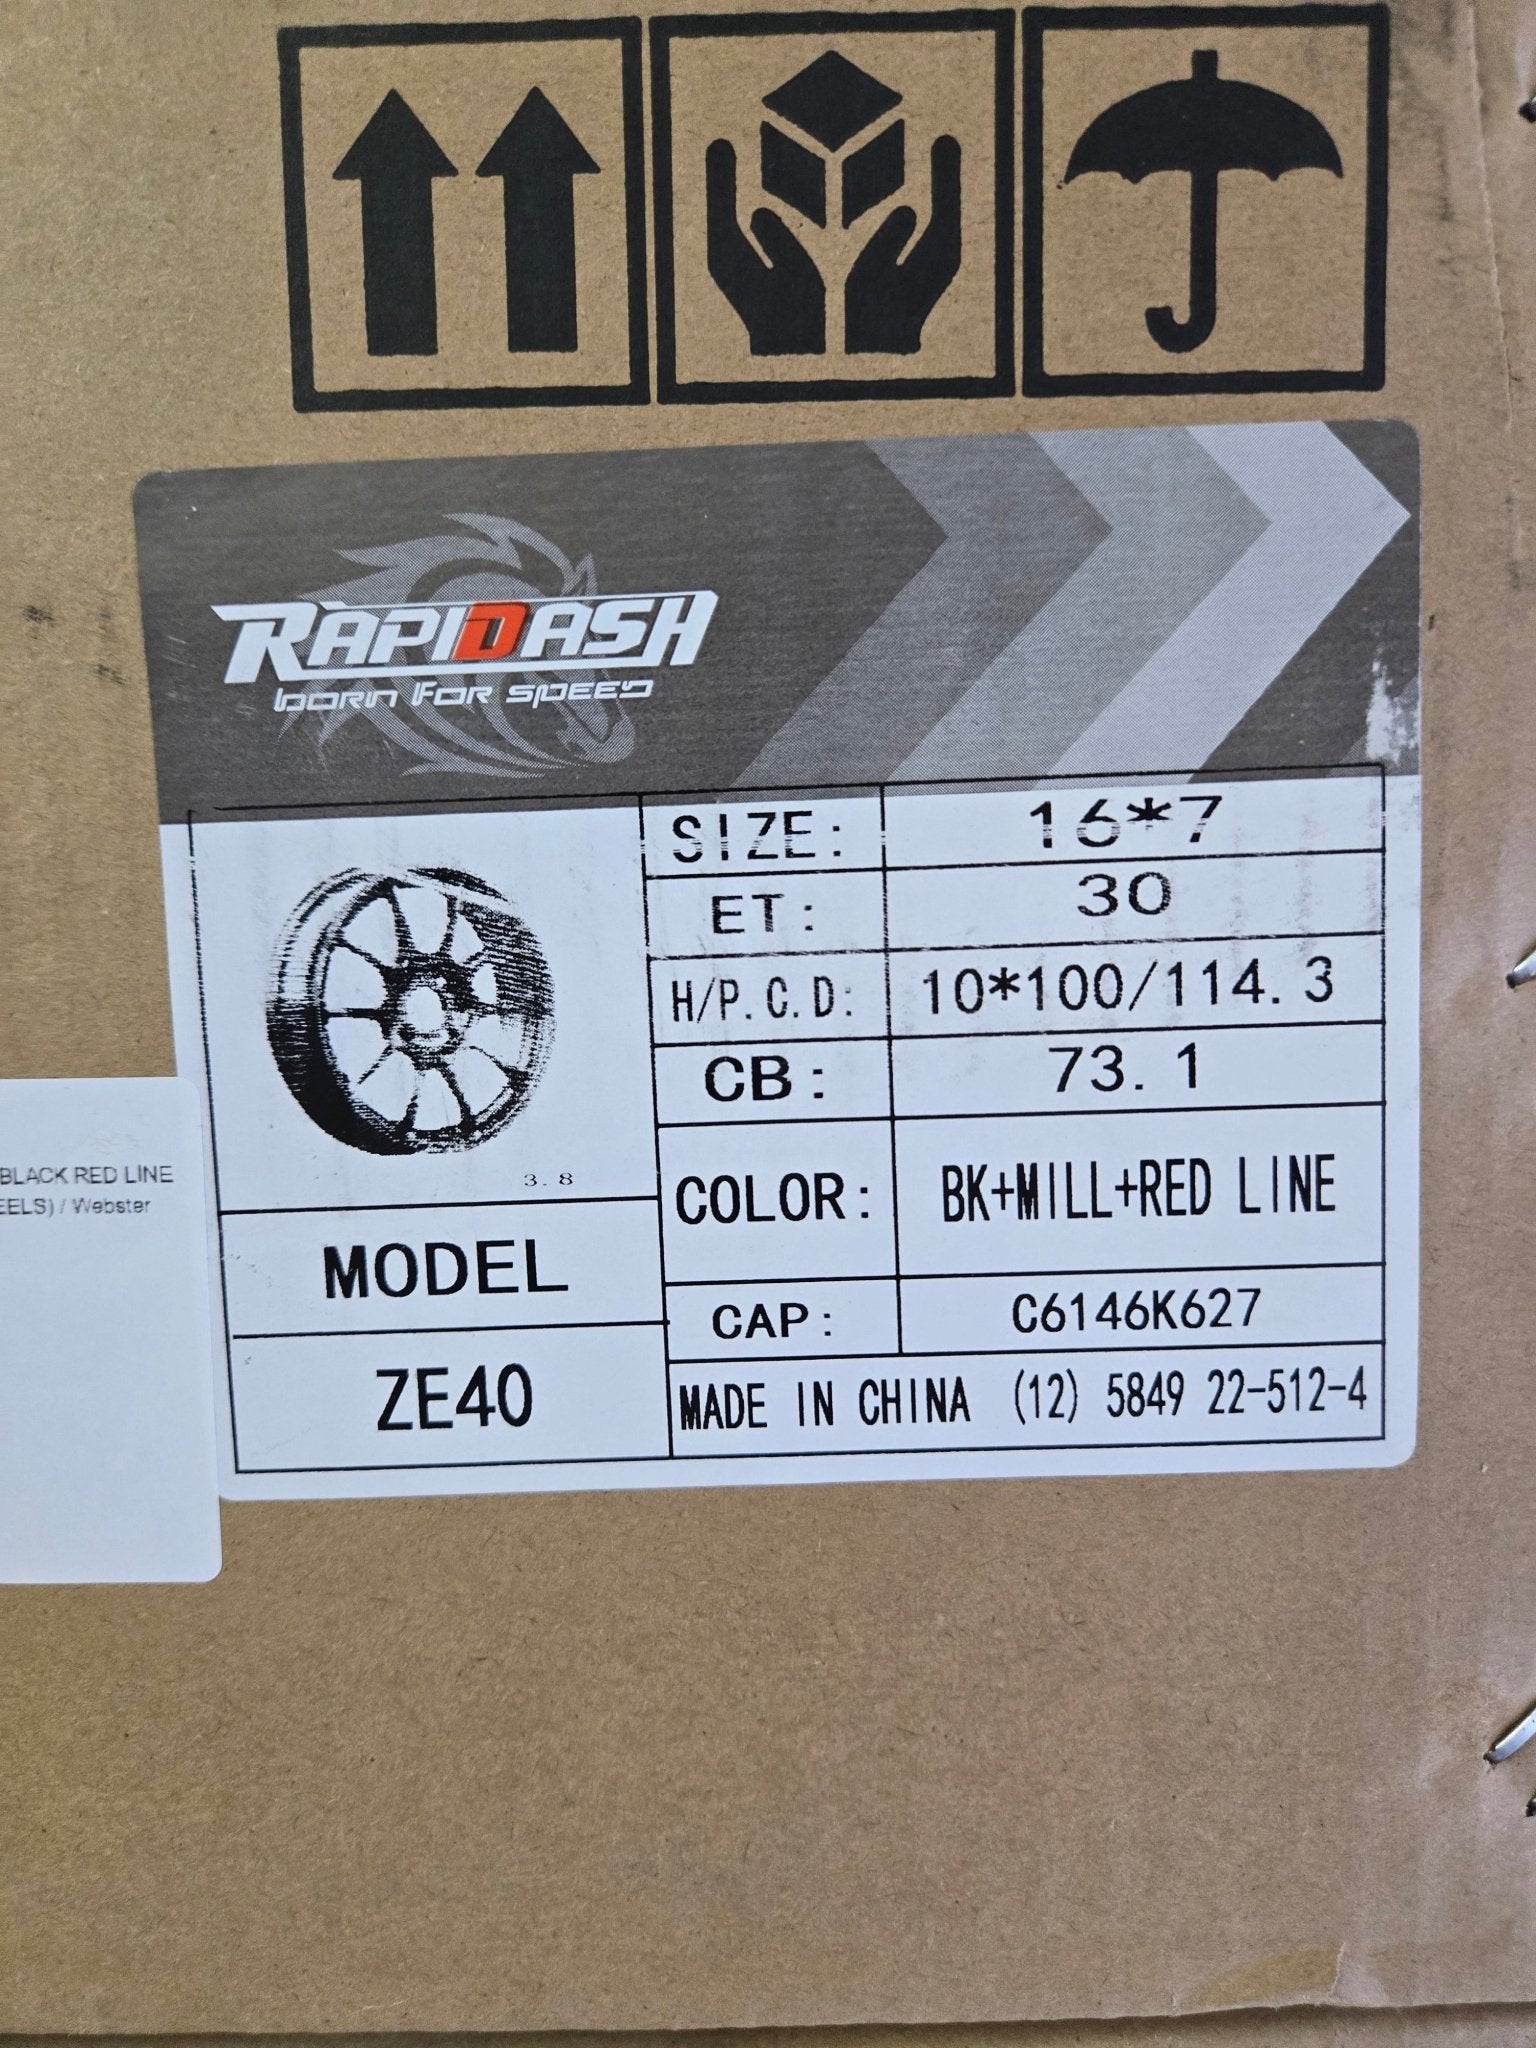 RAPIDASH
BORN FOR SPEED
SIZE: 16*7
ET: 30
H/P.C.D: 10*100/114.3
CB: 73.1
3.8
COLOR: BK+MILL+RED LINE
MODEL
CAP: C6146K627
ZE40
MADE IN CHINA (12) 5849 22-512-4
BLACK RED LINE
EELS) / Webster